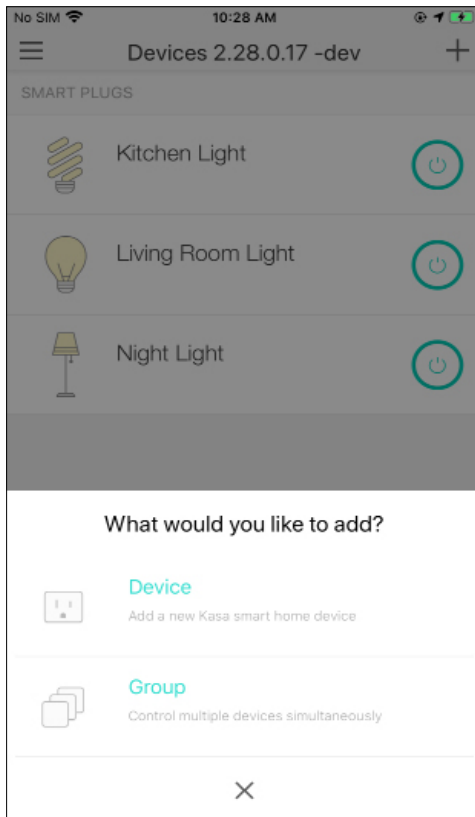 No SIM 10:28 AM
Devices 2.28.0.17 -dev
SMART PLUGS
Kitchen Light
Living Room Light
Night Light
What would you like to add?
Device
Add a new Kasa smart home device
Group
Control multiple devices simultaneously